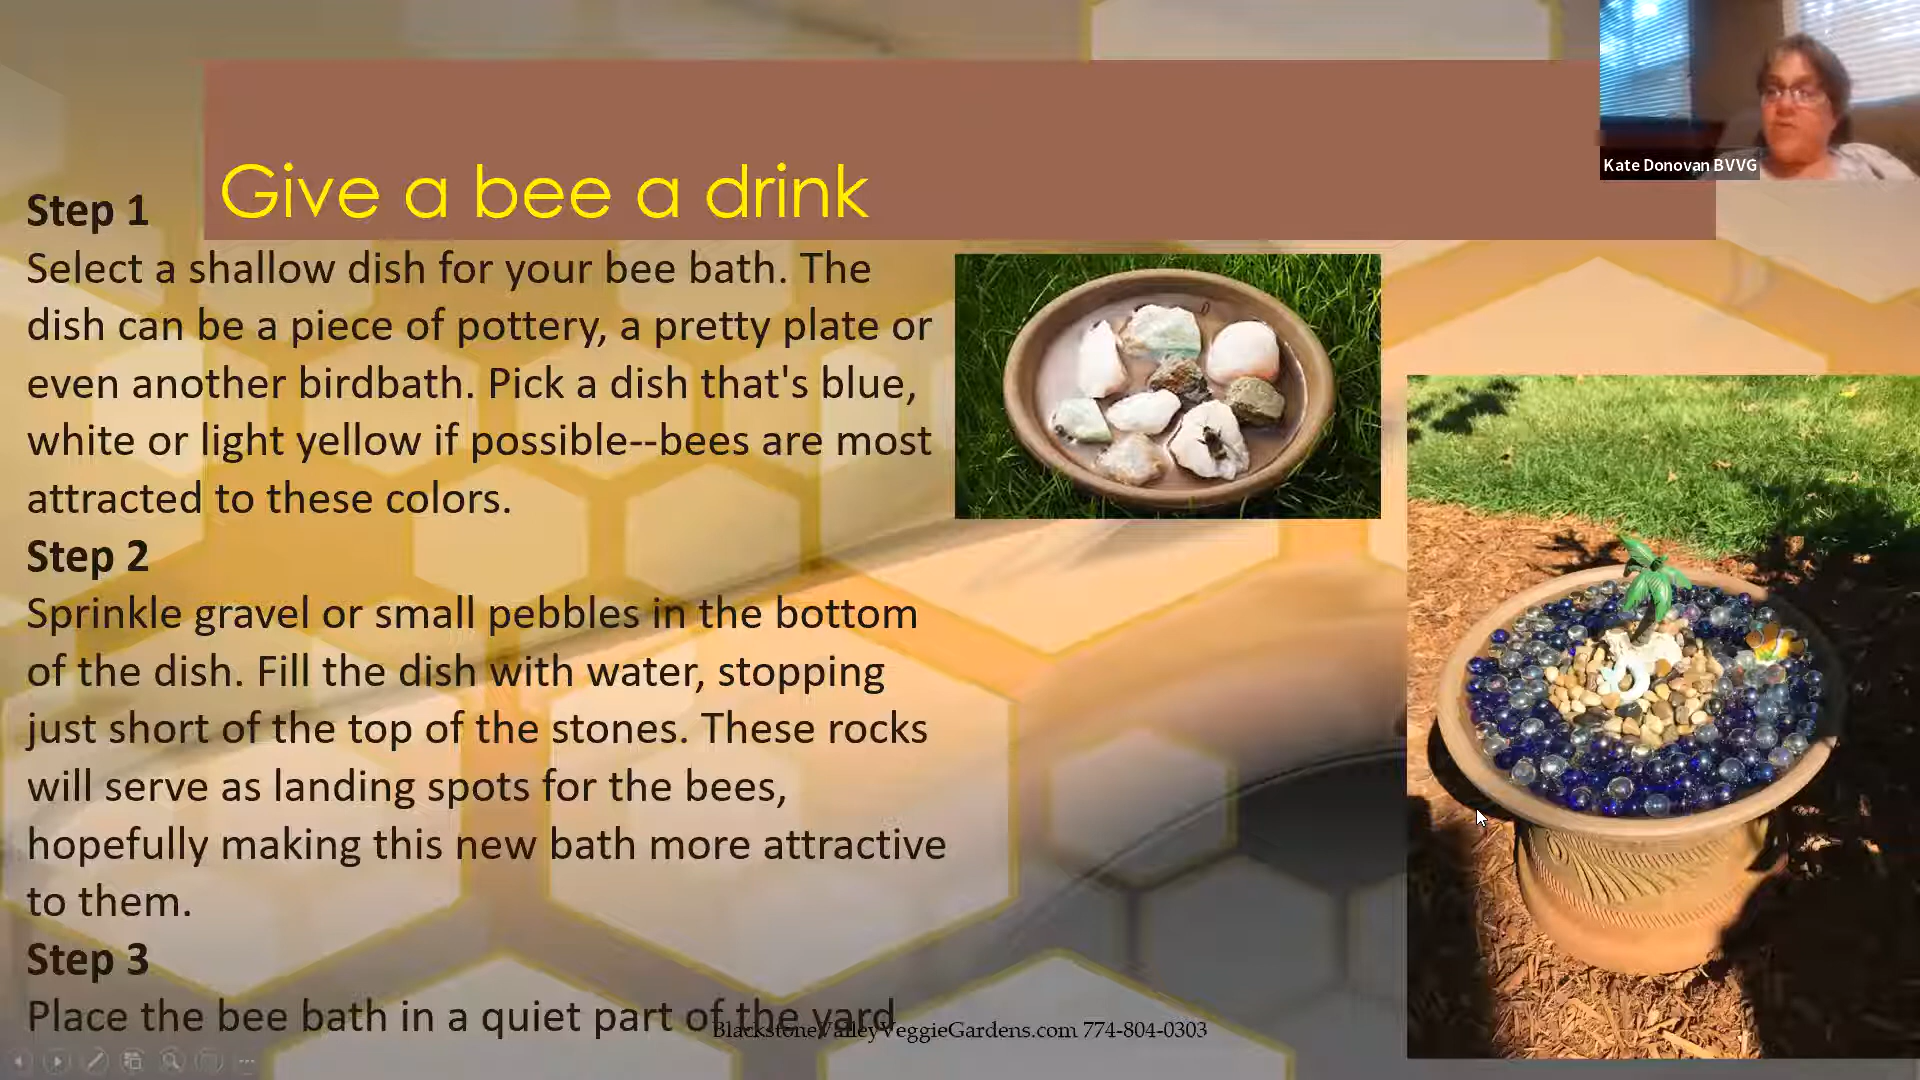 Give a bee a drink
Step 1
Select a shallow dish for your bee bath. The
dish can be a piece of pottery, a pretty plate or
even another birdbath. Pick a dish that's blue,
white or light yellow if possible--bees are most
attracted to these colors.
Step 2
Sprinkle gravel or small pebbles in the bottom
of the dish. Fill the dish with water, stopping
just short of the top of the stones. These rocks
will serve as landing spots for the bees,
hopefully making this new bath more attractive
to them.
Step 3
Place the bee bath in a quiet part of the yard
BlackstoneValleyVeggieGardens.com 774-804-0303
Kate Donovan BVVG